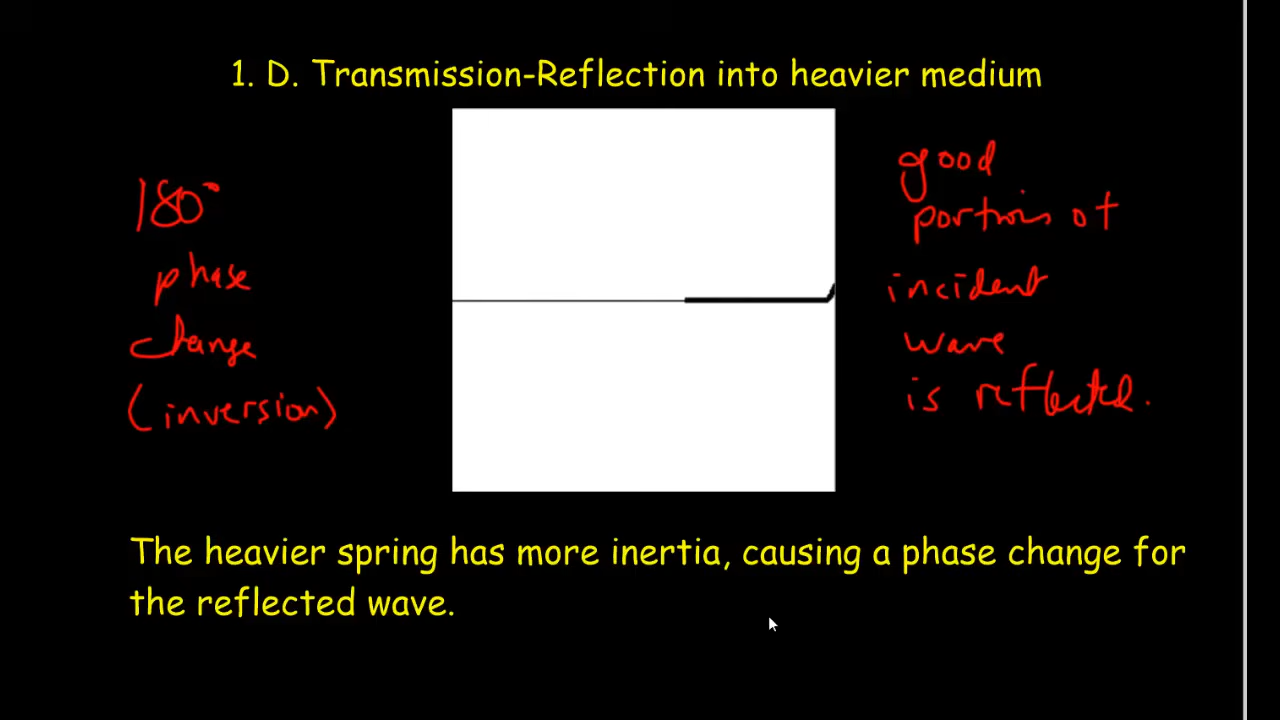 1. D. Transmission-Reflection into heavier medium
180°
phase
change
(inversion)
good
portion of
incident
wave
is reflected.
The heavier spring has more inertia, causing a phase change for
the reflected wave.